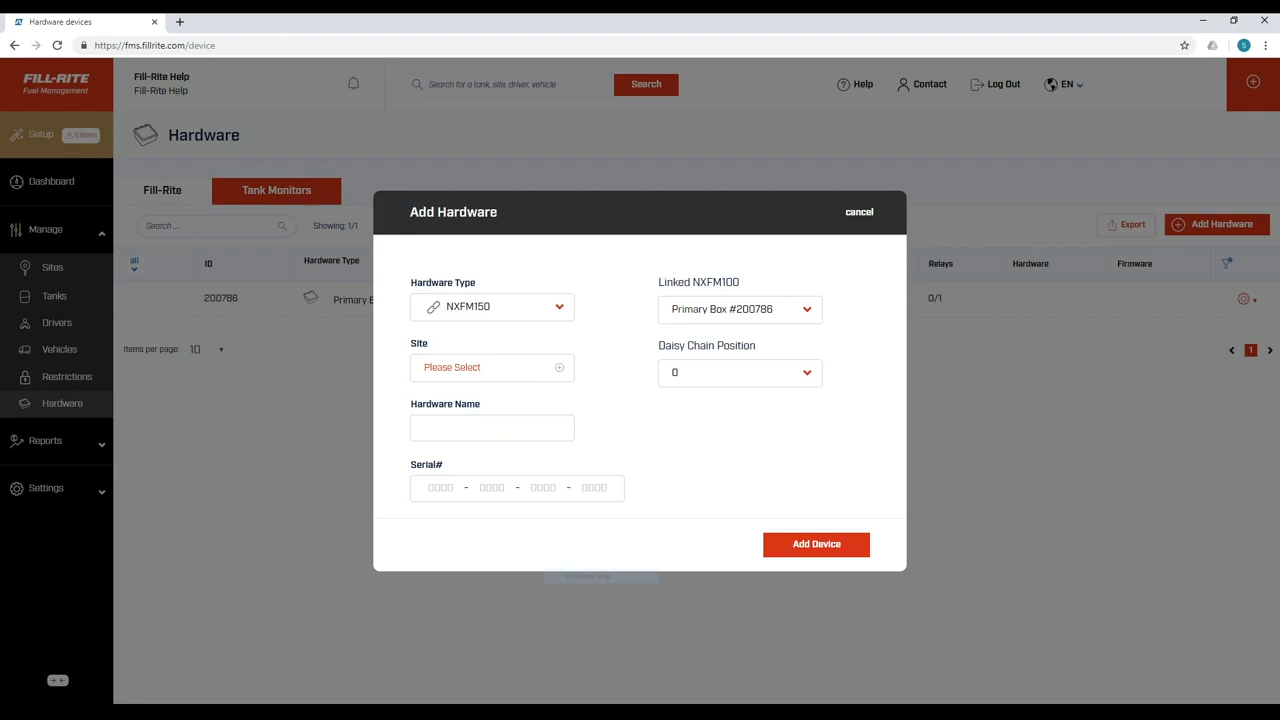 Hardware devices
https://fms.fillrite.com/device
FILL-RITE
Fuel Management
Fill-Rite Help
Fill-Rite Help
Search for a tank, site, driver, vehicle
Search
Help
Contact
Log Out
S
EN
Setup
0 Items
Hardware
Dashboard
Fill-Rite
Tank Monitors
Manage
Search ...
Showing: 1/1
Export
Add Hardware
all
ID
Hardware Type
Relays
Hardware
Firmware
Sites
Tanks
Drivers
Vehicles
Restrictions
Hardware
Reports
Settings
200786
Primary B
0/1
Items per page: 10
1
Add Hardware
cancel
Hardware Type
NXFM150
Site
Please Select
Hardware Name
Serial#
- - -
Linked NXFM100
Primary Box #200786
Daisy Chain Position
0
Add Device
Window Snip